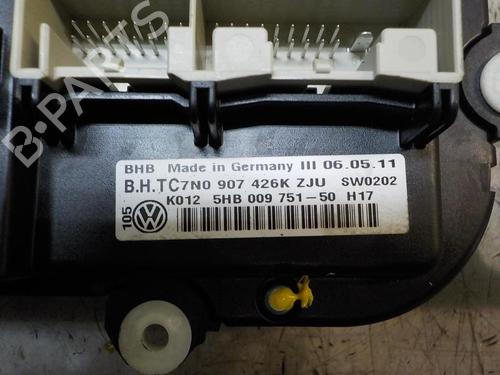 B-PARTS
BHB Made in Germany III 06.05.11
B.H.TC7N0 907 426K ZJU SW0202
K012 5HB 009 751-50 H17
105